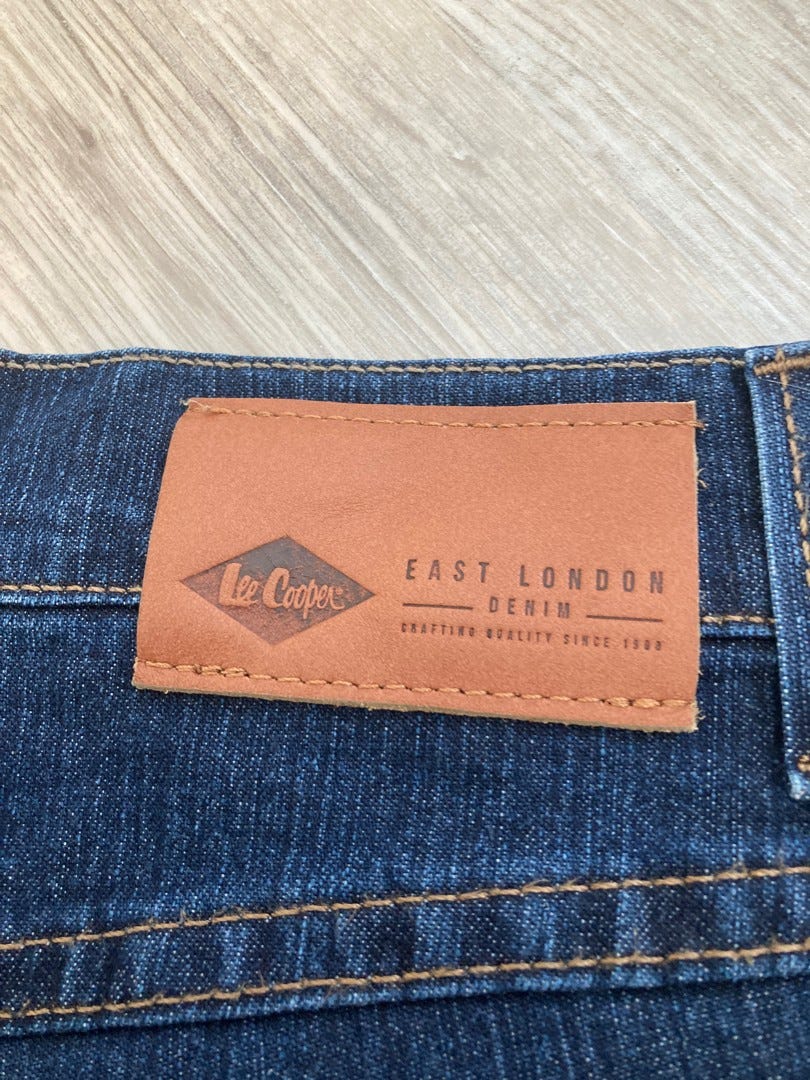 Lee Cooper
EAST LONDON
DENIM
CRAFTING QUALITY SINCE 1908